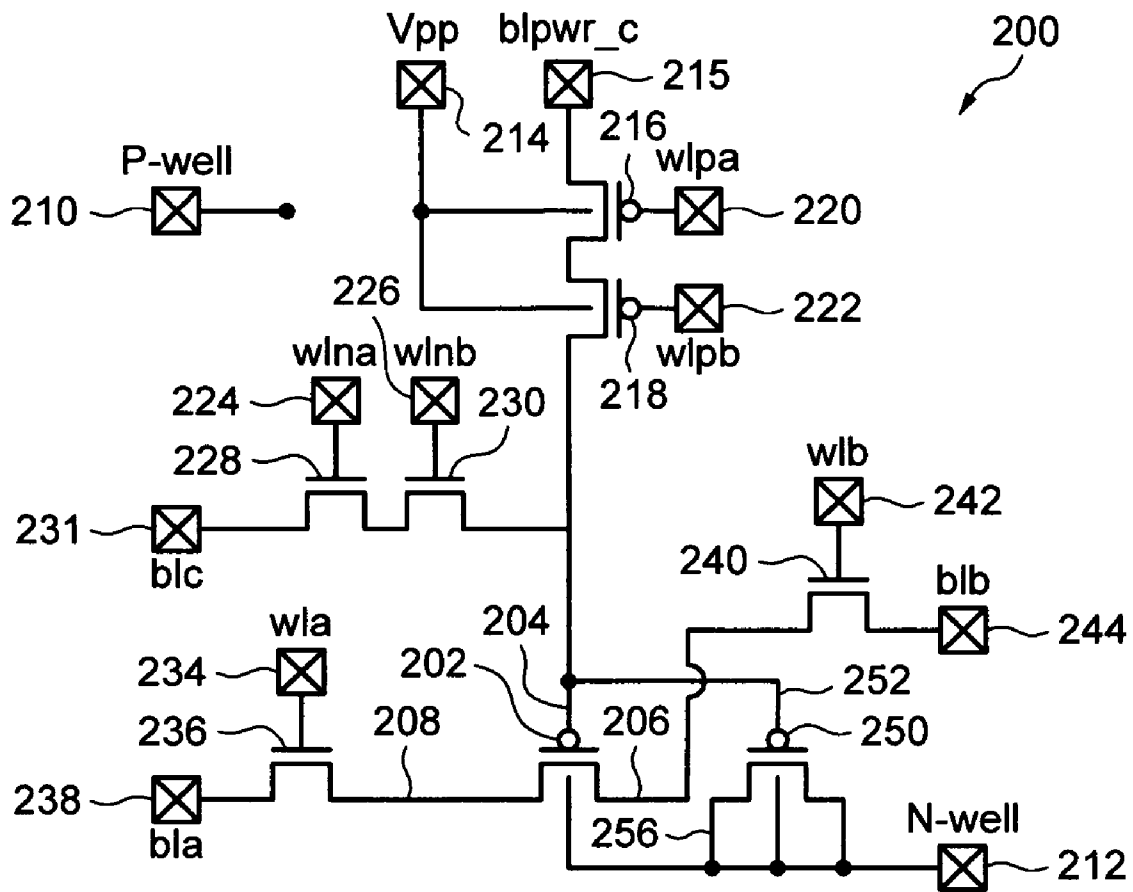 Vpp blpwr_c 200
215
214 216
P-well wlpa
210 220
226 222
wlna wlnb wlpb
224 230 218
228 wlb
231 242
blc 240 blb
wla 204 244
234 202 252
236 208 206 250
238 256 N-well
bla 212